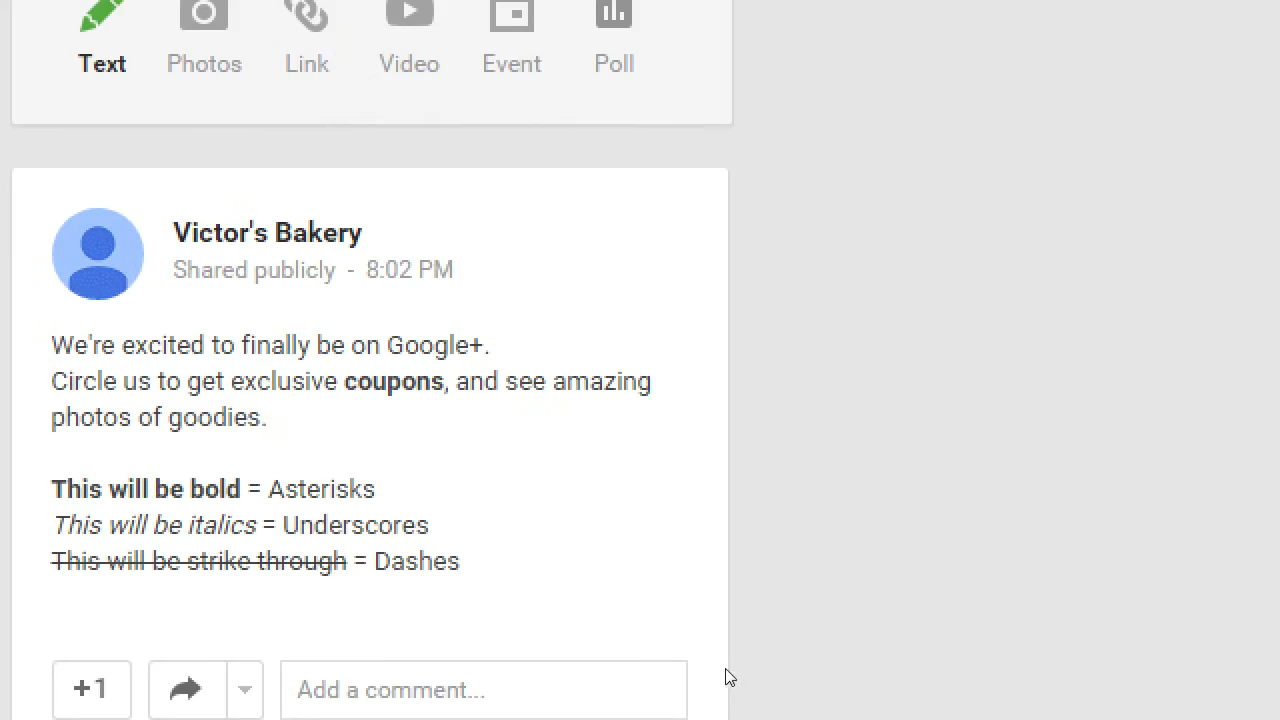 Text Photos Link Video Event Poll
Victor's Bakery
Shared publicly - 8:02 PM
We're excited to finally be on Google+.
Circle us to get exclusive coupons, and see amazing
photos of goodies.
This will be bold = Asterisks
This will be italics = Underscores
This will be strike through = Dashes
+1 Add a comment...